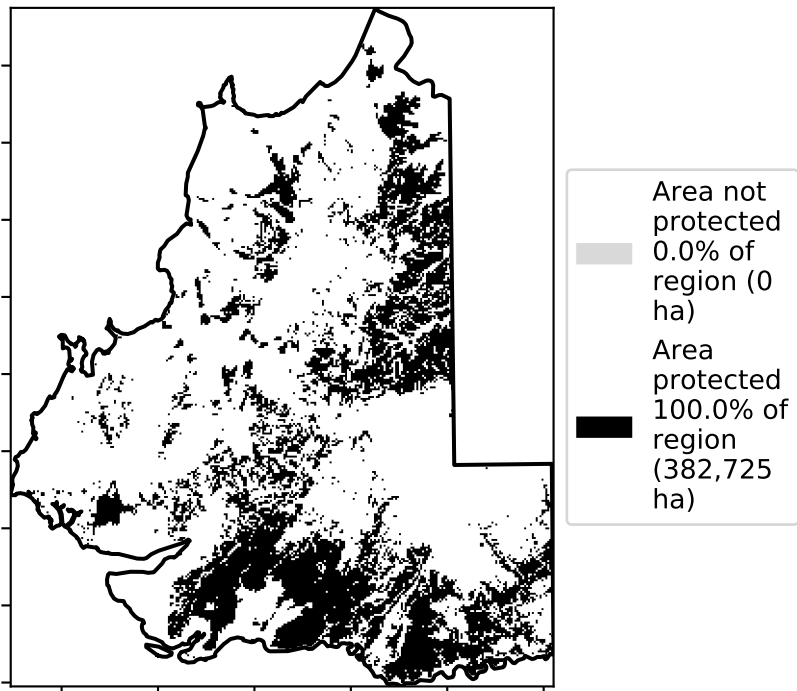 Area not
protected
0.0% of
region (0
ha)
Area
protected
100.0% of
region
(382,725
ha)